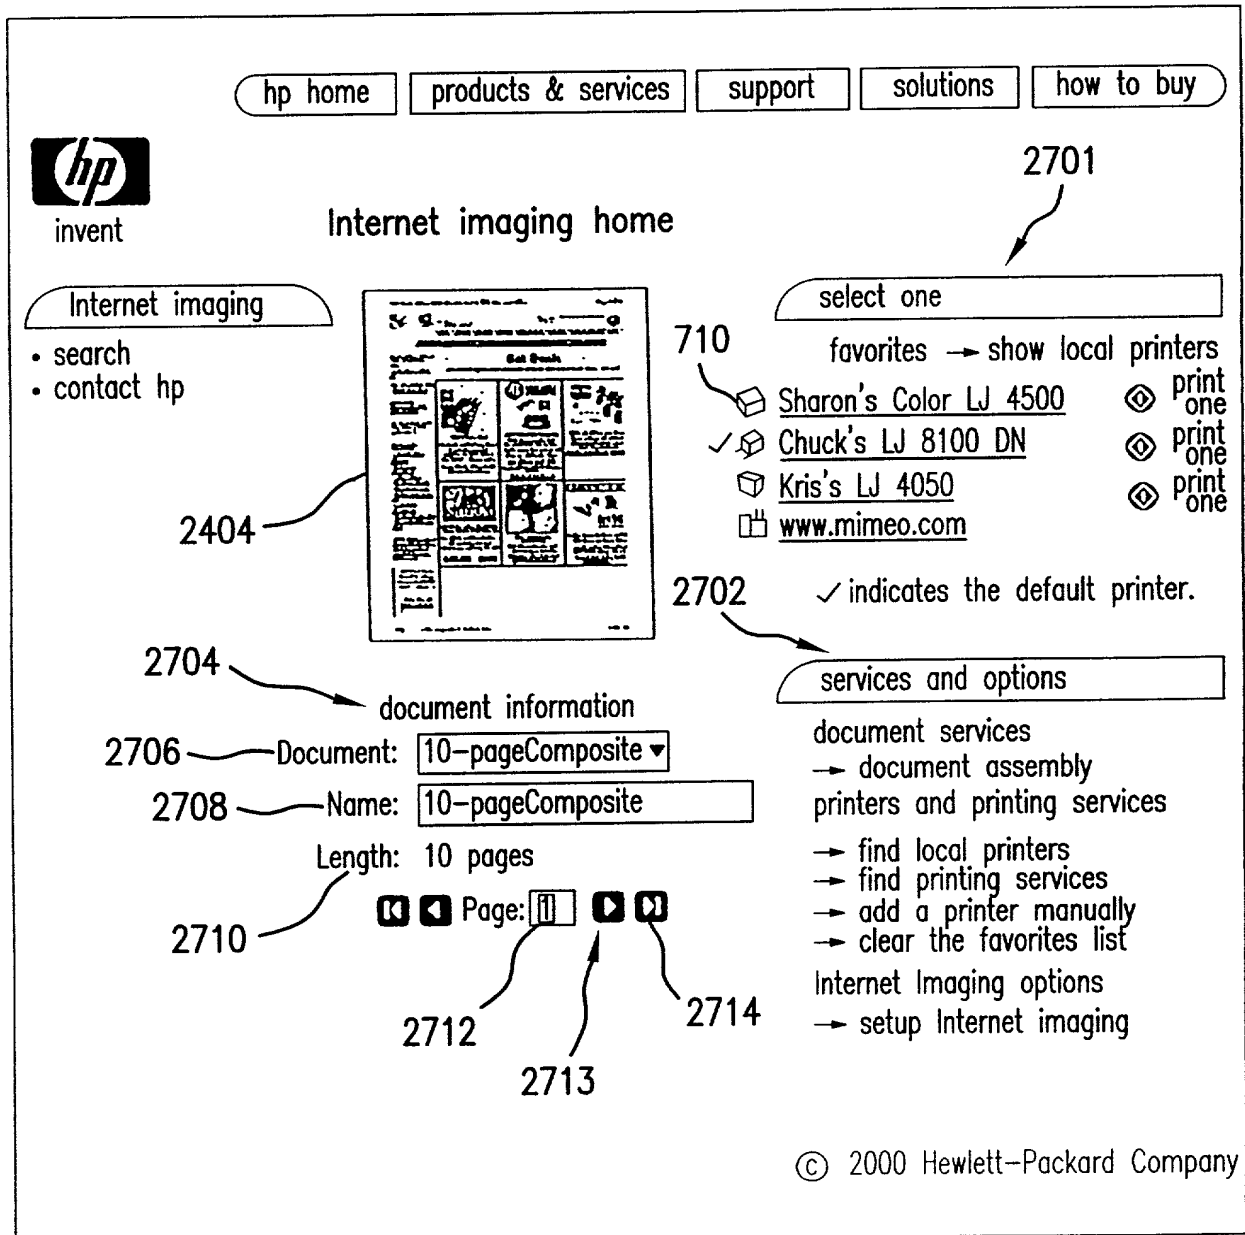 hp home products & services support solutions how to buy
hp
invent
Internet imaging home
2701
Internet imaging
• search
• contact hp
2404
select one
710
favorites → show local printers
Sharon's Color LJ 4500 print one
✓ Chuck's LJ 8100 DN print one
Kris's LJ 4050 print one
www.mimeo.com
✓ indicates the default printer.
2702
2704
document information
2706 Document: 10-pageComposite
2708 Name: 10-pageComposite
Length: 10 pages
2710
Page: 1
2712
2713
2714
services and options
document services
→ document assembly
printers and printing services
→ find local printers
→ find printing services
→ add a printer manually
→ clear the favorites list
Internet Imaging options
→ setup Internet imaging
© 2000 Hewlett-Packard Company